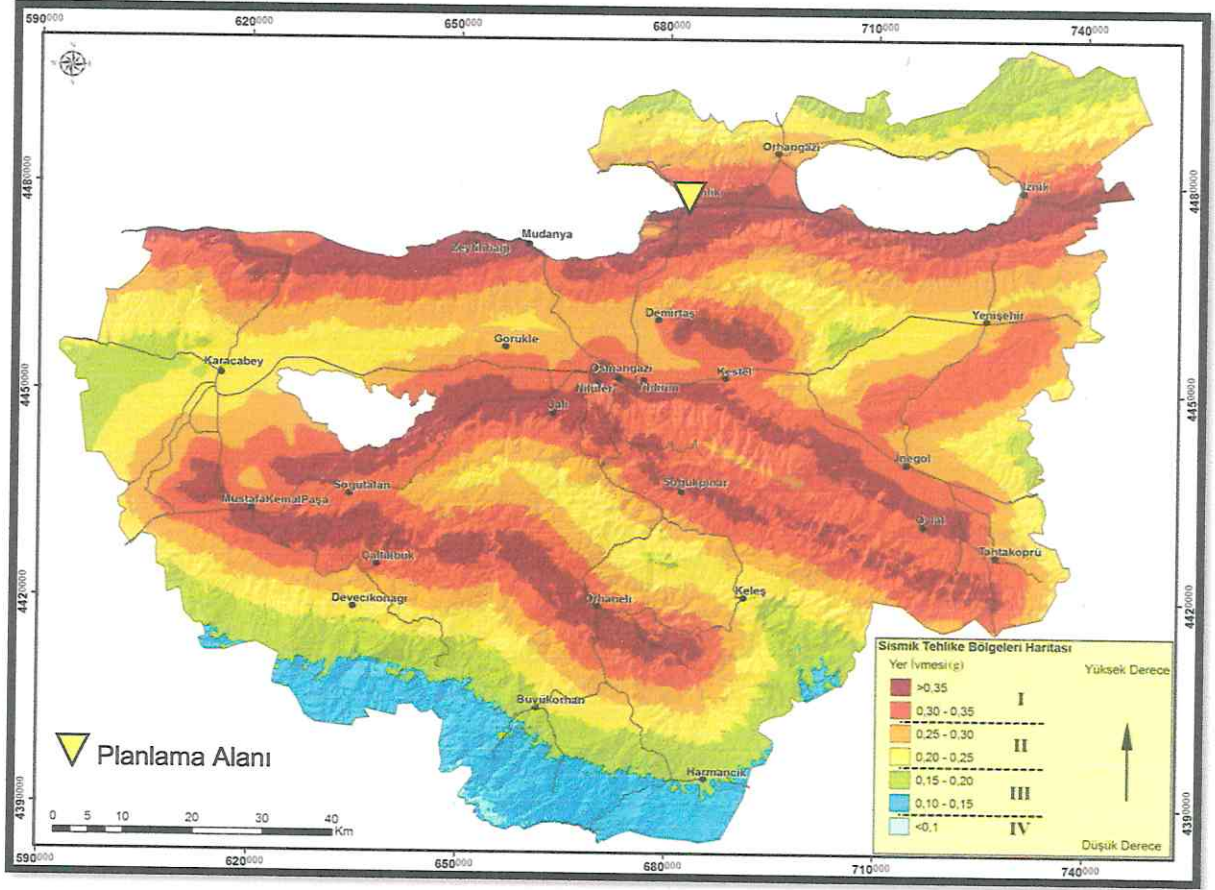 590000 620000 650000 680000 710000 740000
4480000 4480000
4450000 4450000
4420000 4420000
4390000 4390000
Orhangazi
İznik
Mudanya
Zeytinbağı
Demirtaş
Yenişehir
Görükle
Karacabey
Osmangazi
Kestel
Nilüfer
Yıldırım
Çalı
İnegöl
Soğukpınar
Söğütalan
MustafaKemalPaşa
Oylat
Tahtaköprü
Çaltılıbük
Devecikonağı
Orhaneli
Keleş
Büyükorhan
Harmancık
Planlama Alanı
0 5 10 20 30 40
Km
Sismik Tehlike Bölgeleri Haritası
Yer İvmesi(g)
Yüksek Derece
>0,35
I
0,30 - 0,35
0,25 - 0,30
II
0,20 - 0,25
0,15 - 0,20
III
0,10 - 0,15
IV
<0,1
Düşük Derece
590000 620000 650000 680000 710000 740000